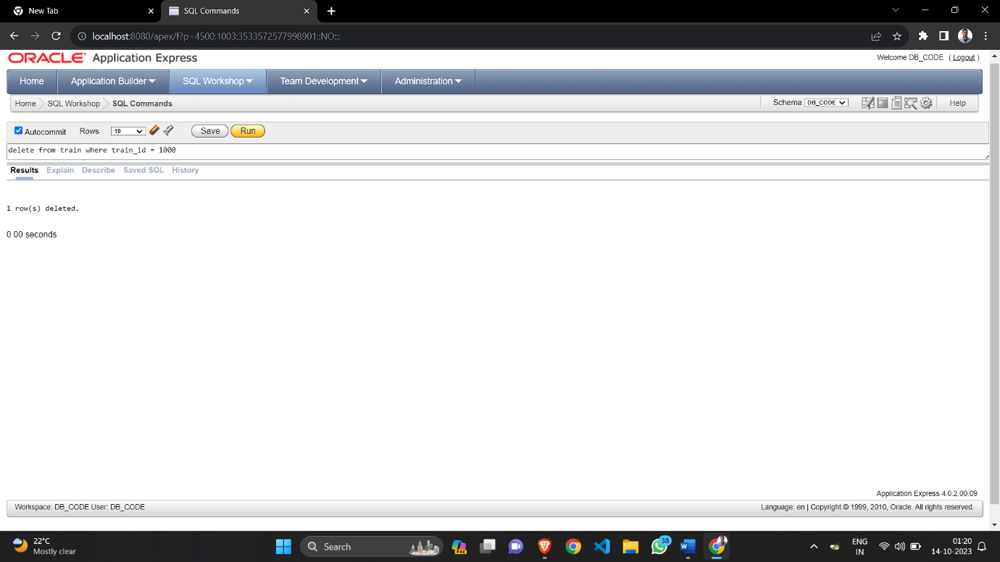 New Tab
SQL Commands
localhost:8080/apex/f?p=4500:1003:3533572577998901::NO:::
ORACLE Application Express
Welcome DB_CODE ( Logout )
Home Application Builder SQL Workshop Team Development Administration
Home SQL Workshop SQL Commands
Schema DB_CODE Help
Autocommit Rows 10 Save Run
delete from train where train_id = 1000
Results Explain Describe Saved SQL History
1 row(s) deleted.
0.00 seconds
Application Express 4.0.2.00.09
Workspace: DB_CODE User: DB_CODE
Language: en | Copyright © 1999, 2010, Oracle. All rights reserved.
22°C
Mostly clear
Search
PRE
38
ENG
IN
01:20
14-10-2023